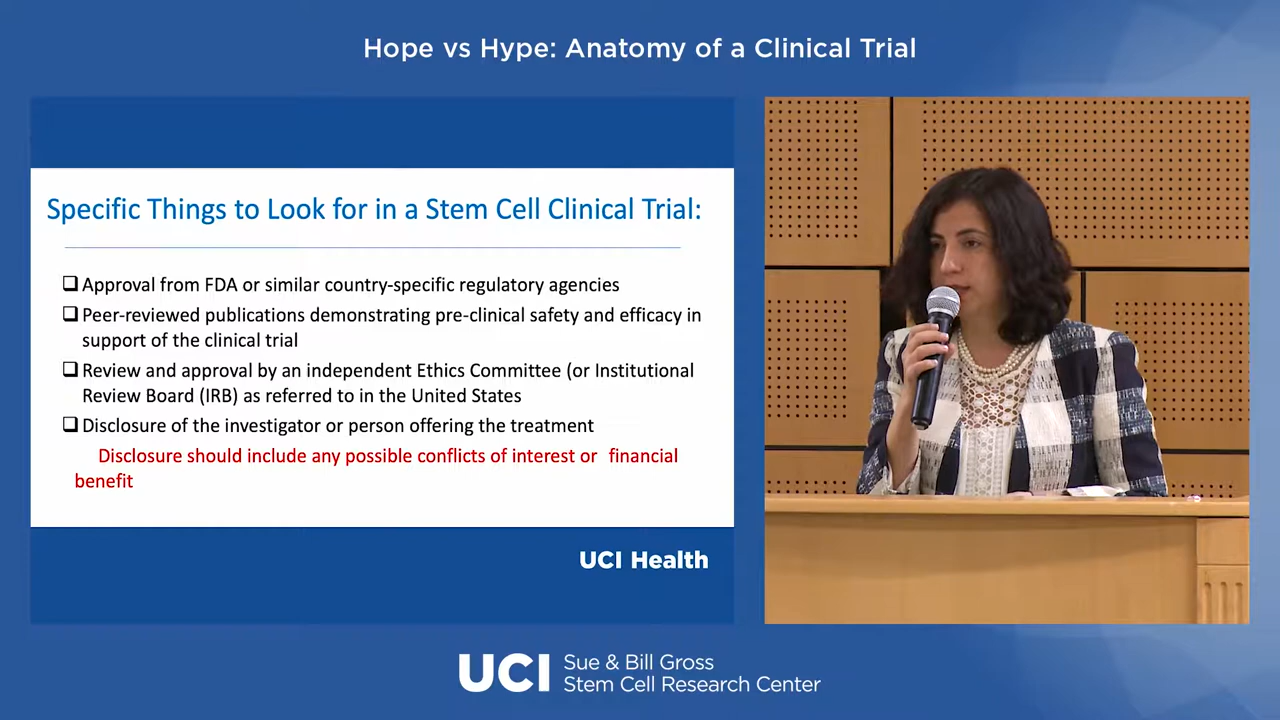 Hope vs Hype: Anatomy of a Clinical Trial
Specific Things to Look for in a Stem Cell Clinical Trial:
Approval from FDA or similar country-specific regulatory agencies
Peer-reviewed publications demonstrating pre-clinical safety and efficacy in
support of the clinical trial
Review and approval by an independent Ethics Committee (or Institutional
Review Board (IRB) as referred to in the United States
Disclosure of the investigator or person offering the treatment
Disclosure should include any possible conflicts of interest or financial
benefit
UCI Health
UCI
Sue & Bill Gross
Stem Cell Research Center